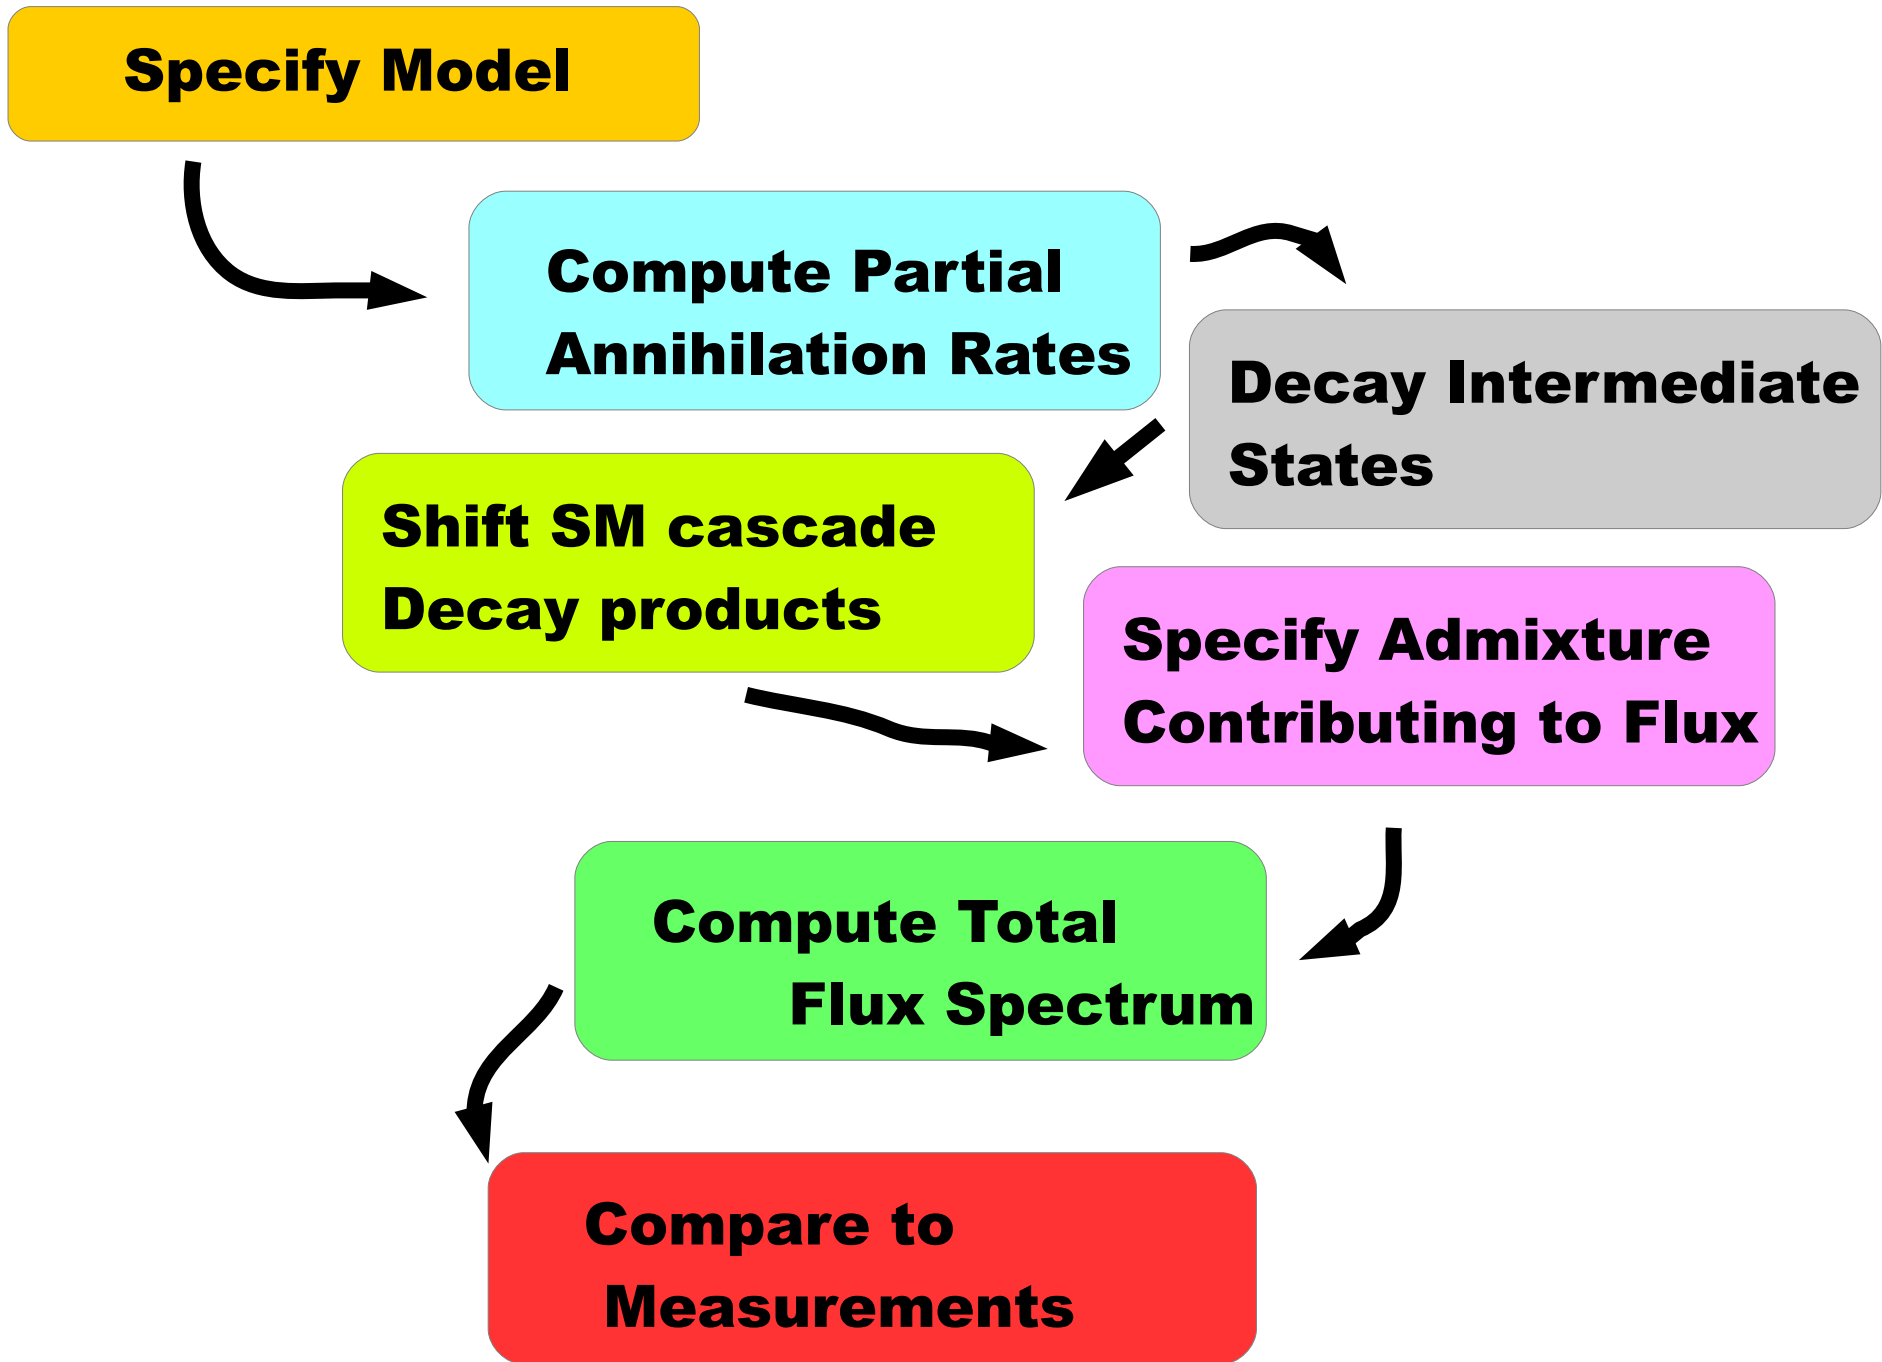 Specify Model
Compute Partial
Annihilation Rates
Decay Intermediate
States
Shift SM cascade
Decay products
Specify Admixture
Contributing to Flux
Compute Total
Flux Spectrum
Compare to
Measurements